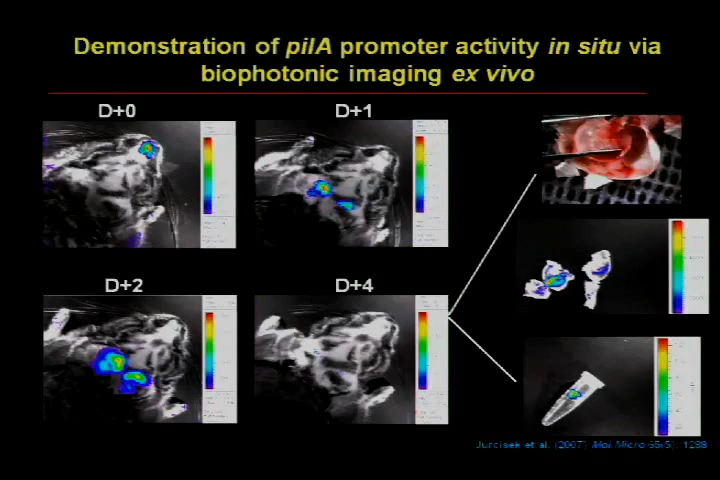 Demonstration of pilA promoter activity in situ via
biophotonic imaging ex vivo
D+0
D+1
D+2
D+4
Jurcisek et al. (2007) Mol Micro 65(5): 1288